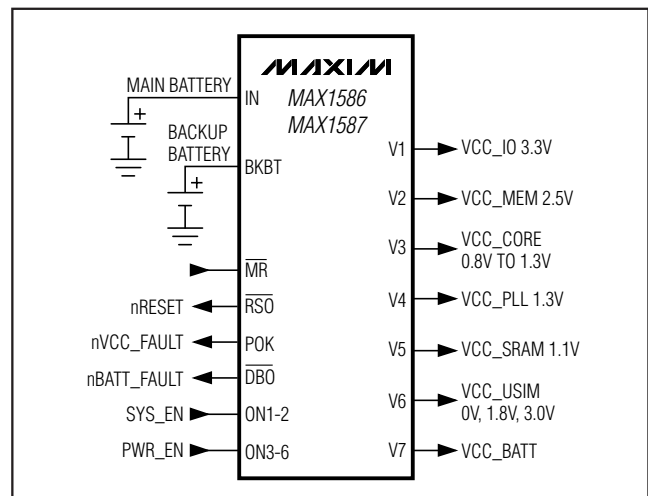 MAXIM
MAIN BATTERY
+
IN
MAX1586
MAX1587
BACKUP
BATTERY
+
BKBT
V1
VCC_IO 3.3V
V2
VCC_MEM 2.5V
V3
VCC_CORE
0.8V TO 1.3V
MR
nRESET
RSO
V4
VCC_PLL 1.3V
nVCC_FAULT
POK
V5
VCC_SRAM 1.1V
nBATT_FAULT
DBO
V6
VCC_USIM
0V, 1.8V, 3.0V
SYS_EN
ON1-2
PWR_EN
ON3-6
V7
VCC_BATT